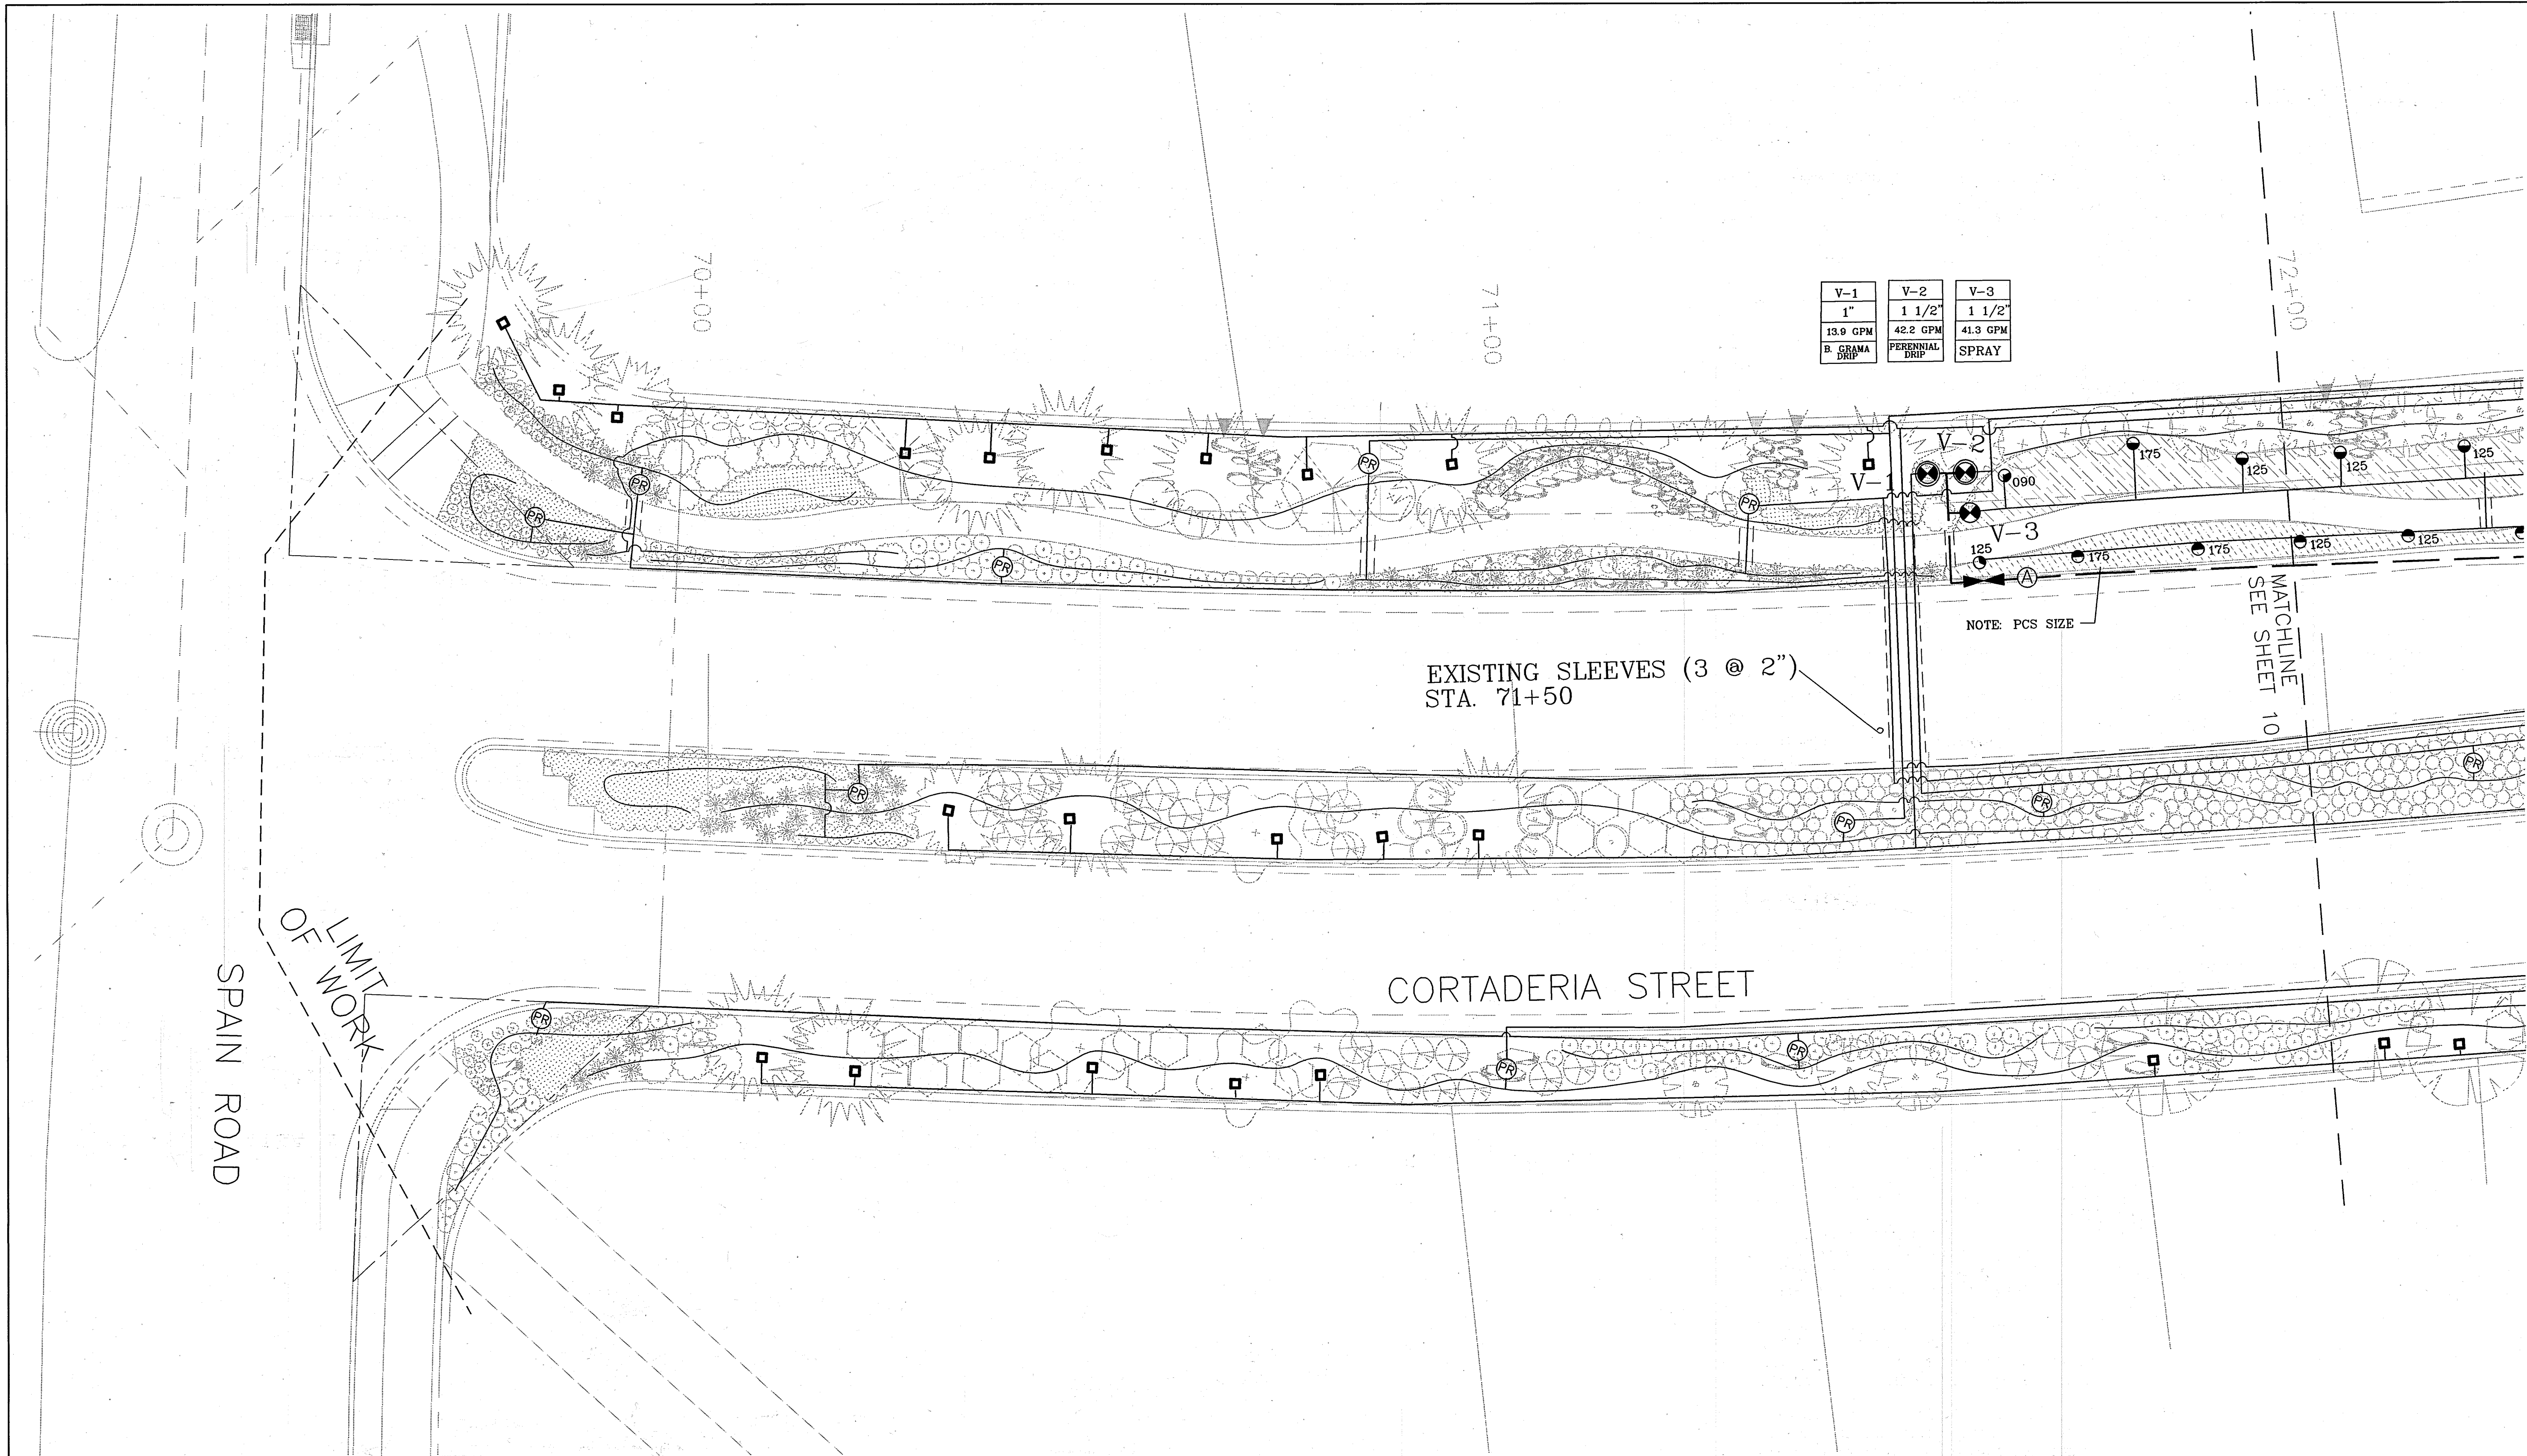 70+00
71+00
72+00
V-1
1"
13.9 GPM
B. GRAMA
DRIP
V-2
1 1/2"
42.2 GPM
PERENNIAL
DRIP
V-3
1 1/2"
41.3 GPM
SPRAY
PR
PR
PR
PR
PR
V-1
V-2
V-3
090
175
125
125
125
125
175
175
125
125
A
NOTE: PCS SIZE
EXISTING SLEEVES (3 @ 2")
STA. 71+50
MATCHLINE
SEE SHEET 10
PR
PR
PR
PR
LIMIT
OF WORK
SPAIN ROAD
CORTADERIA STREET
PR
PR
PR